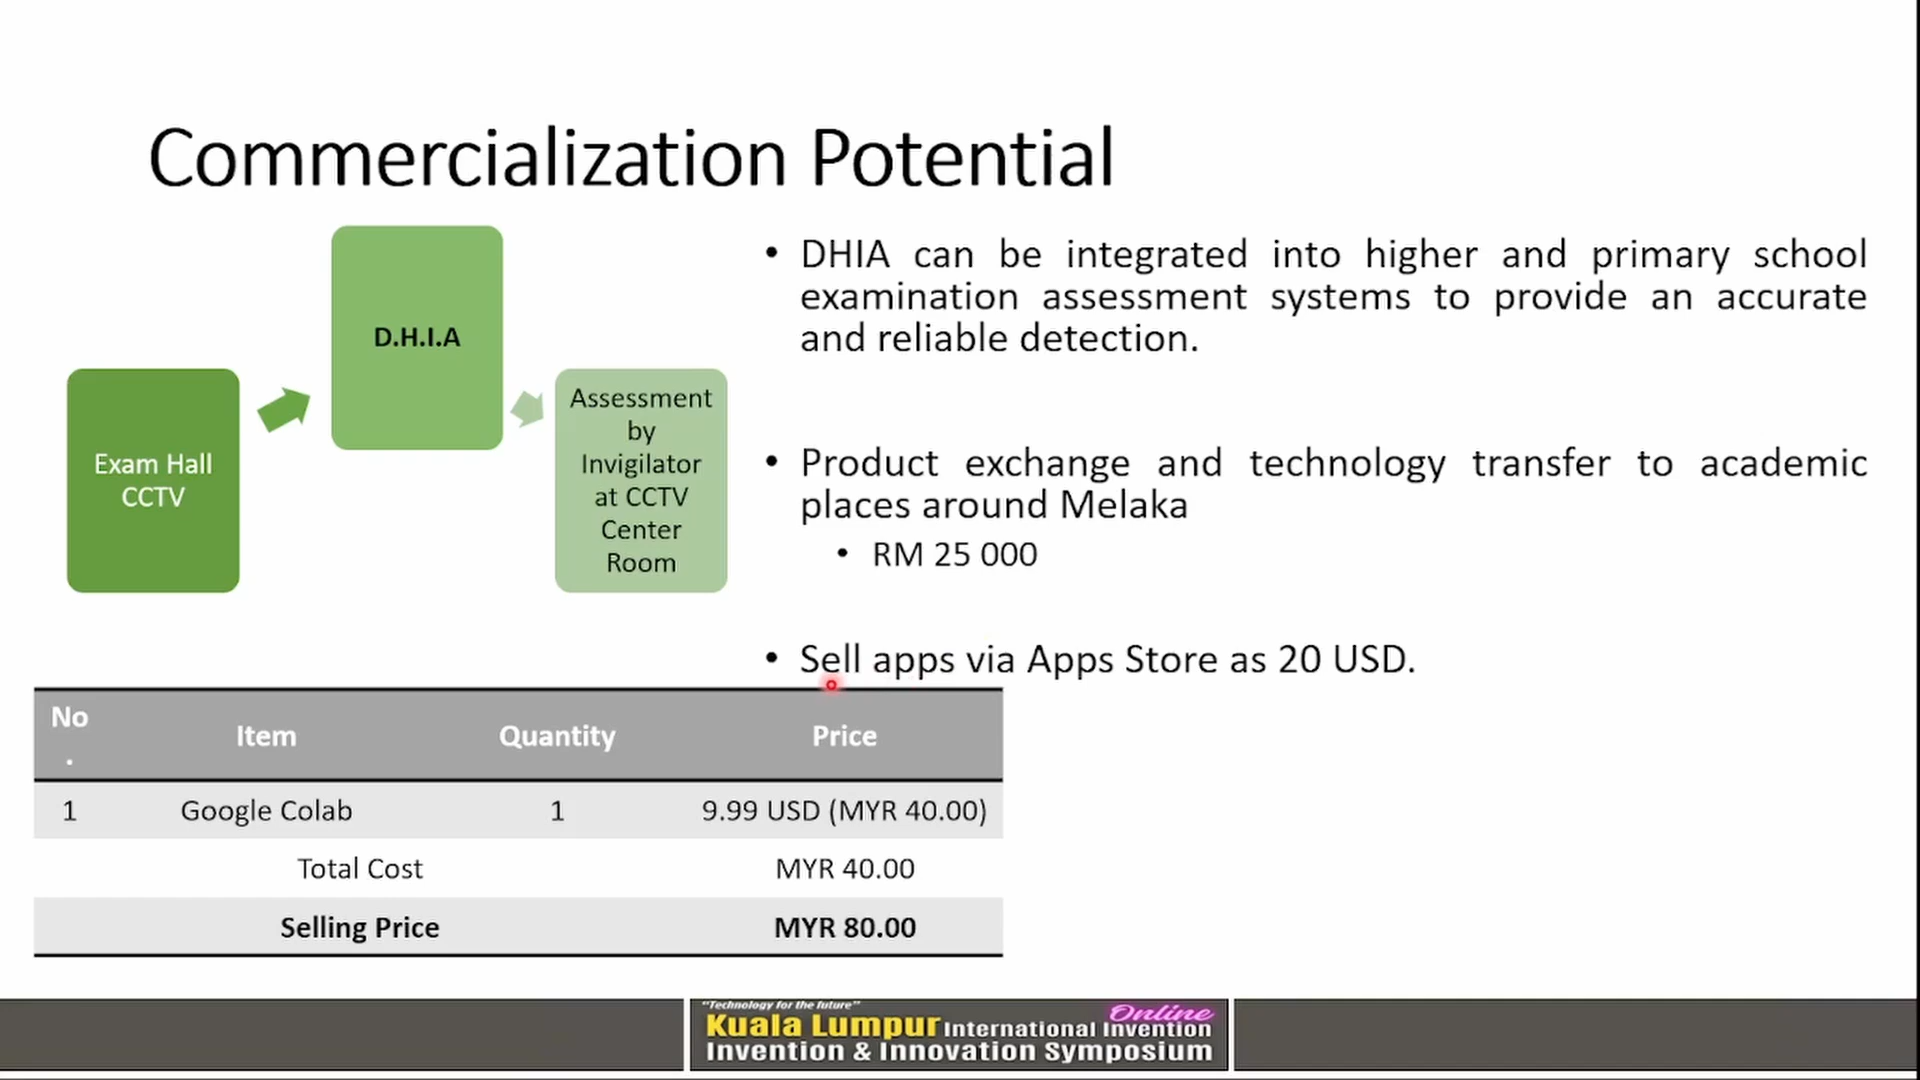 Commercialization Potential
D.H.I.A
Exam Hall
CCTV
Assessment
by
Invigilator
at CCTV
Center
Room
• DHIA can be integrated into higher and primary school
examination assessment systems to provide an accurate
and reliable detection.
• Product exchange and technology transfer to academic
places around Melaka
• RM 25 000
• Sell apps via Apps Store as 20 USD.
No
.
Item Quantity Price
1 Google Colab 1 9.99 USD (MYR 40.00)
Total Cost MYR 40.00
Selling Price MYR 80.00
"Technology for the future"
Online
Kuala Lumpur International Invention
Invention & Innovation Symposium